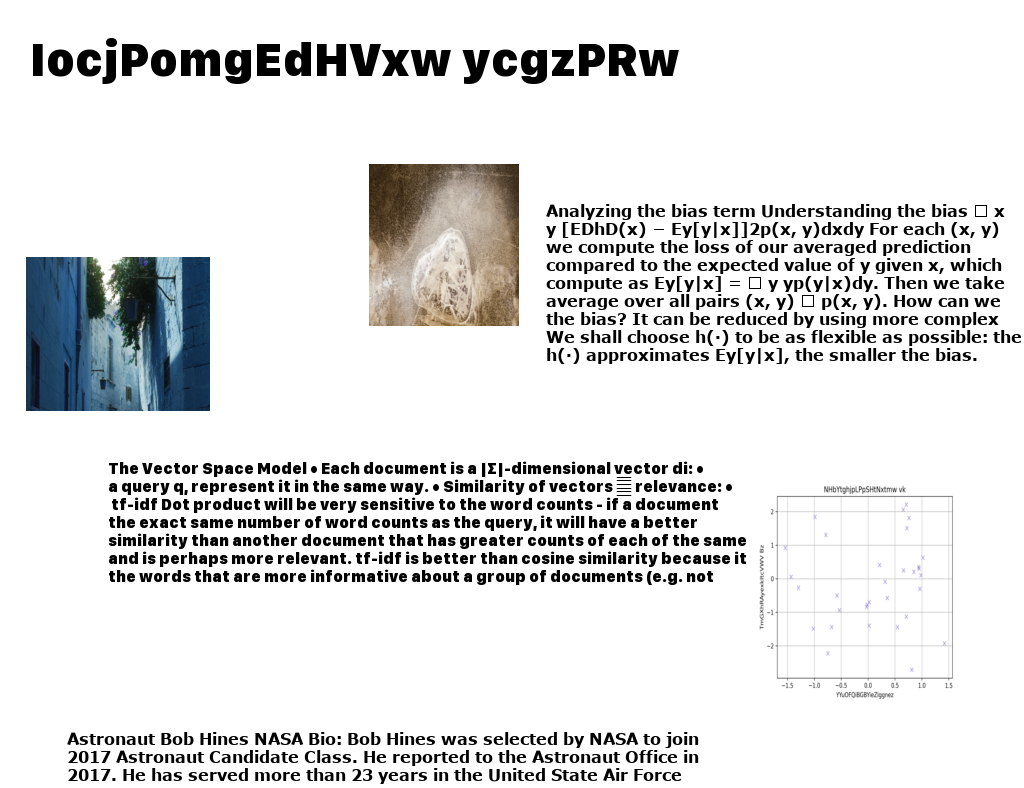 IocjPomgEdHVxw ycgzPRw
Analyzing the bias term Understanding the bias □ x
y [EDhD(x) − Ey[y|x]]2p(x, y)dxdy For each (x, y)
we compute the loss of our averaged prediction
compared to the expected value of y given x, which
compute as Ey[y|x] = □ y yp(y|x)dy. Then we take
average over all pairs (x, y) □ p(x, y). How can we
the bias? It can be reduced by using more complex
We shall choose h(·) to be as flexible as possible: the
h(·) approximates Ey[y|x], the smaller the bias.
The Vector Space Model • Each document is a |Σ|-dimensional vector di: •
a query q, represent it in the same way. • Similarity of vectors relevance: •
tf-idf Dot product will be very sensitive to the word counts - if a document
the exact same number of word counts as the query, it will have a better
similarity than another document that has greater counts of each of the same
and is perhaps more relevant. tf-idf is better than cosine similarity because it
the words that are more informative about a group of documents (e.g. not
NHbYtghjpLPpSHtNxtmw vk
2
1
0
−1
−2
−1.5 −1.0 −0.5 0.0 0.5 1.0 1.5
Astronaut Bob Hines NASA Bio: Bob Hines was selected by NASA to join
2017 Astronaut Candidate Class. He reported to the Astronaut Office in
2017. He has served more than 23 years in the United State Air Force